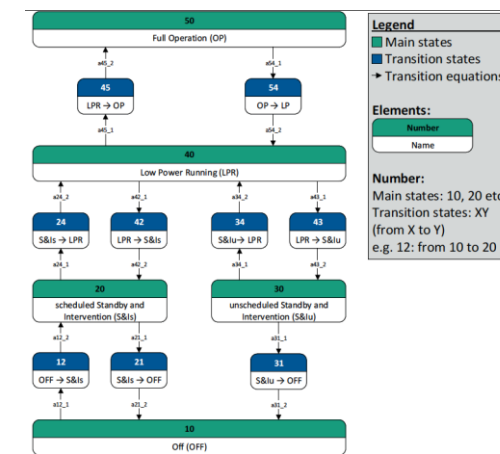 50
Full Operation (OP)
a45_2
a54_1
45
LPR → OP
54
OP → LP
a45_1
a54_2
40
Low Power Running (LPR)
a24_2
a42_1
a34_2
a43_1
24
S&Is → LPR
42
LPR → S&Is
34
S&Iu → LPR
43
LPR → S&Iu
a24_1
a42_2
a34_1
a43_2
20
scheduled Standby and
Intervention (S&Is)
30
unscheduled Standby and
Intervention (S&Iu)
a12_2
a21_1
a31_1
12
OFF → S&Is
21
S&Is → OFF
31
S&Iu → OFF
a12_1
a21_2
a31_2
10
Off (OFF)
Legend
Main states
Transition states
Transition equations
Elements:
Number
Name
Number:
Main states: 10, 20 etc
Transition states: XY
(from X to Y)
e.g. 12: from 10 to 20